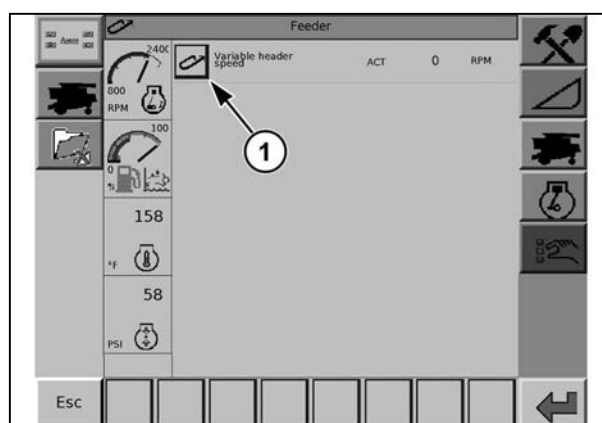 Feeder
2400
800
RPM
Variable header
speed
ACT
0
RPM
1
100
0
%
158
°F
58
PSI
Esc